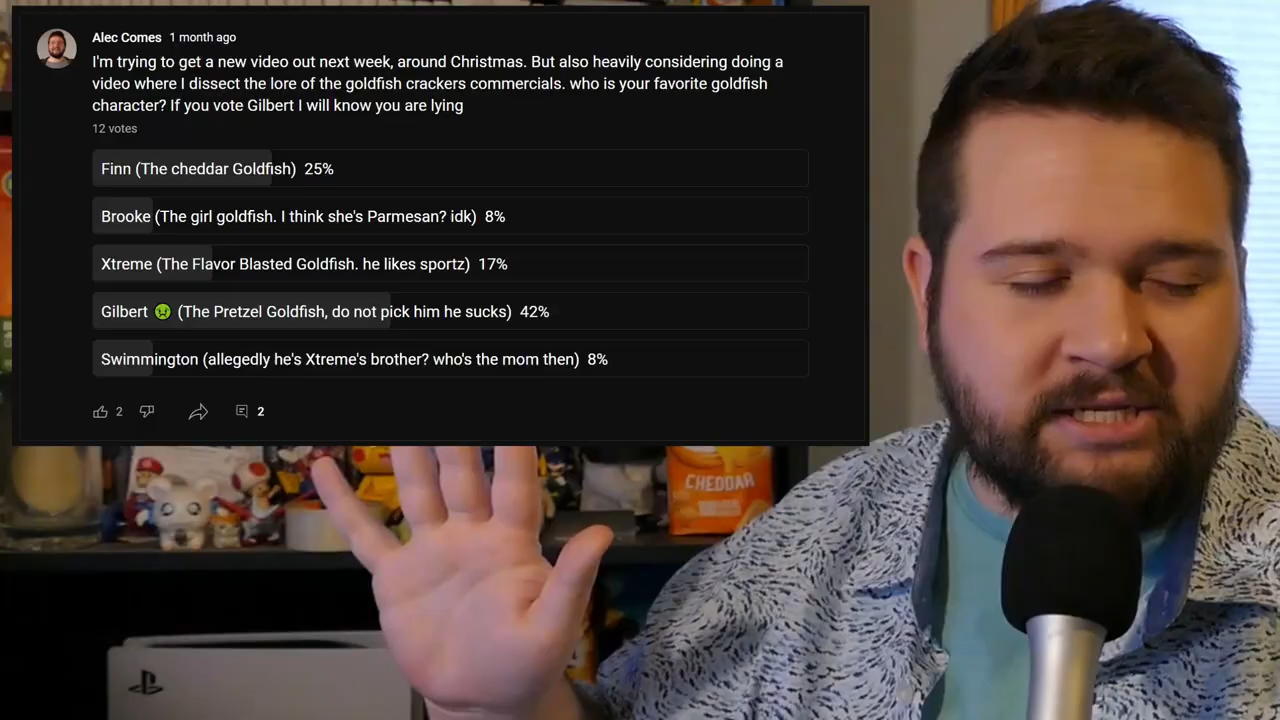 Alec Comes 1 month ago
I'm trying to get a new video out next week, around Christmas. But also heavily considering doing a
video where I dissect the lore of the goldfish crackers commercials. who is your favorite goldfish
character? If you vote Gilbert I will know you are lying
12 votes
Finn (The cheddar Goldfish) 25%
Brooke (The girl goldfish. I think she's Parmesan? idk) 8%
Xtreme (The Flavor Blasted Goldfish. he likes sportz) 17%
Gilbert 🤢 (The Pretzel Goldfish, do not pick him he sucks) 42%
Swimmington (allegedly he's Xtreme's brother? who's the mom then) 8%
2 2
CHEDDAR